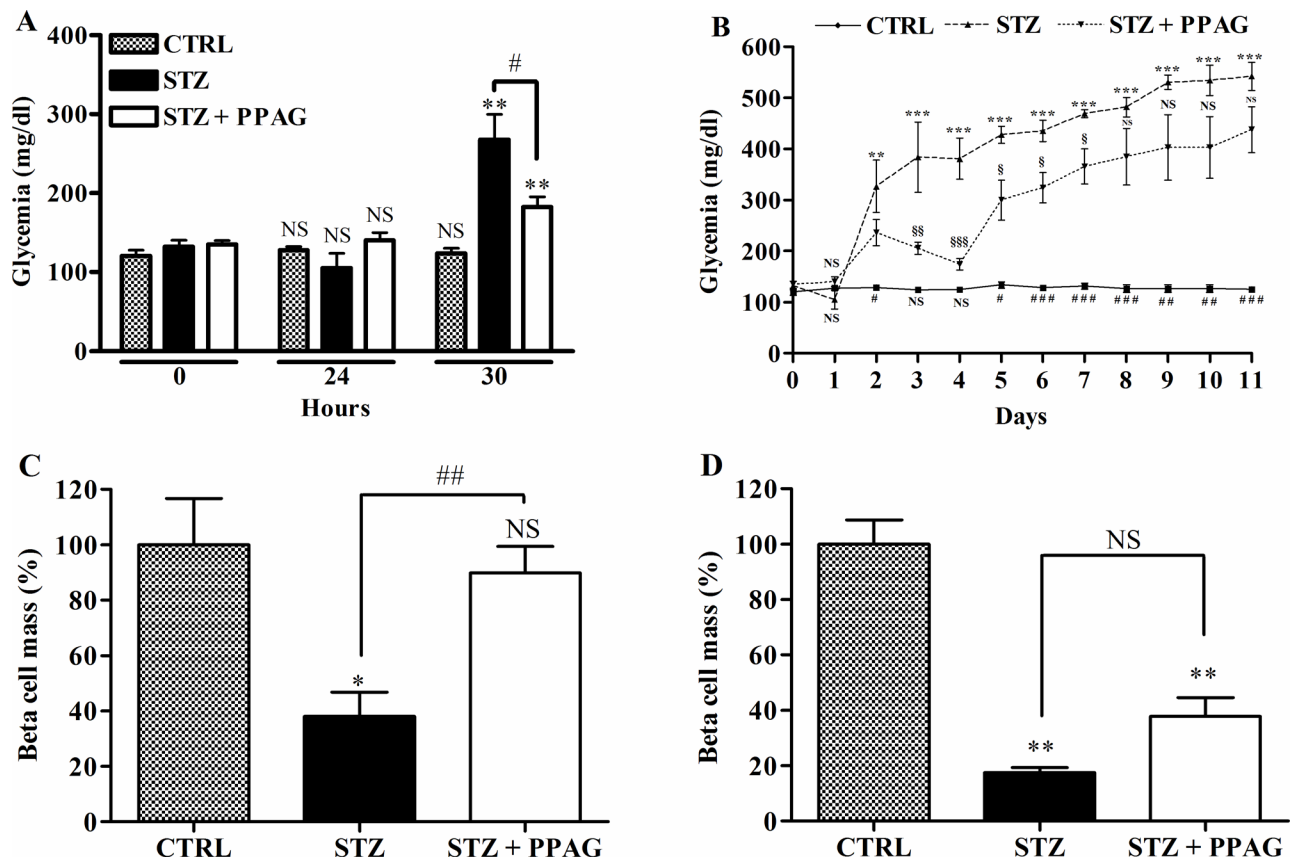 A
CTRL
STZ
STZ + PPAG
Glycemia (mg/dl)
400
300
200
100
0
NS
NS
NS
NS
**
**
#
0
24
30
Hours
B
CTRL
STZ
STZ + PPAG
Glycemia (mg/dl)
600
500
400
300
200
100
0
** *** *** *** *** *** *** *** *** ***
NS §§ §§§ § § § NS NS NS NS
NS # NS NS # ### ### ### ## ## ###
0 1 2 3 4 5 6 7 8 9 10 11
Days
C
Beta cell mass (%)
120
100
80
60
40
20
0
##
NS
*
CTRL STZ STZ + PPAG
D
Beta cell mass (%)
120
100
80
60
40
20
0
NS
**
**
CTRL STZ STZ + PPAG